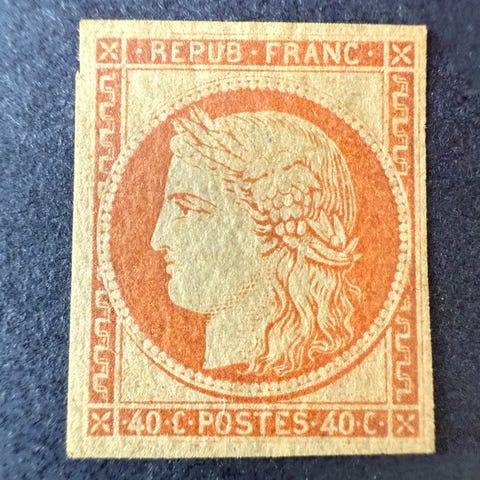 · REPUB · FRANC ·
40 · C · POSTES · 40 · C ·